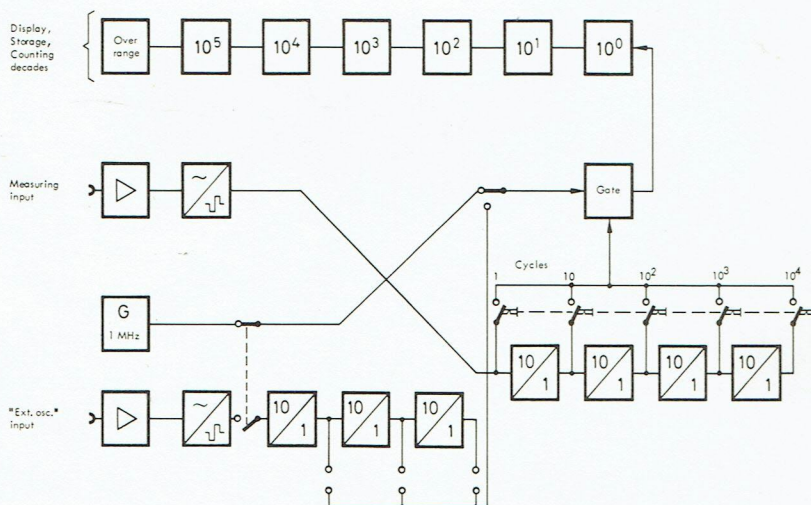 Display,
Storage,
Counting
decades
Over
range
10⁵
10⁴
10³
10²
10¹
10⁰
Measuring
input
Gate
Cycles
1
10
10²
10³
10⁴
G
1 MHz
10
1
10
1
10
1
10
1
"Ext. osc."
input
10
1
10
1
10
1